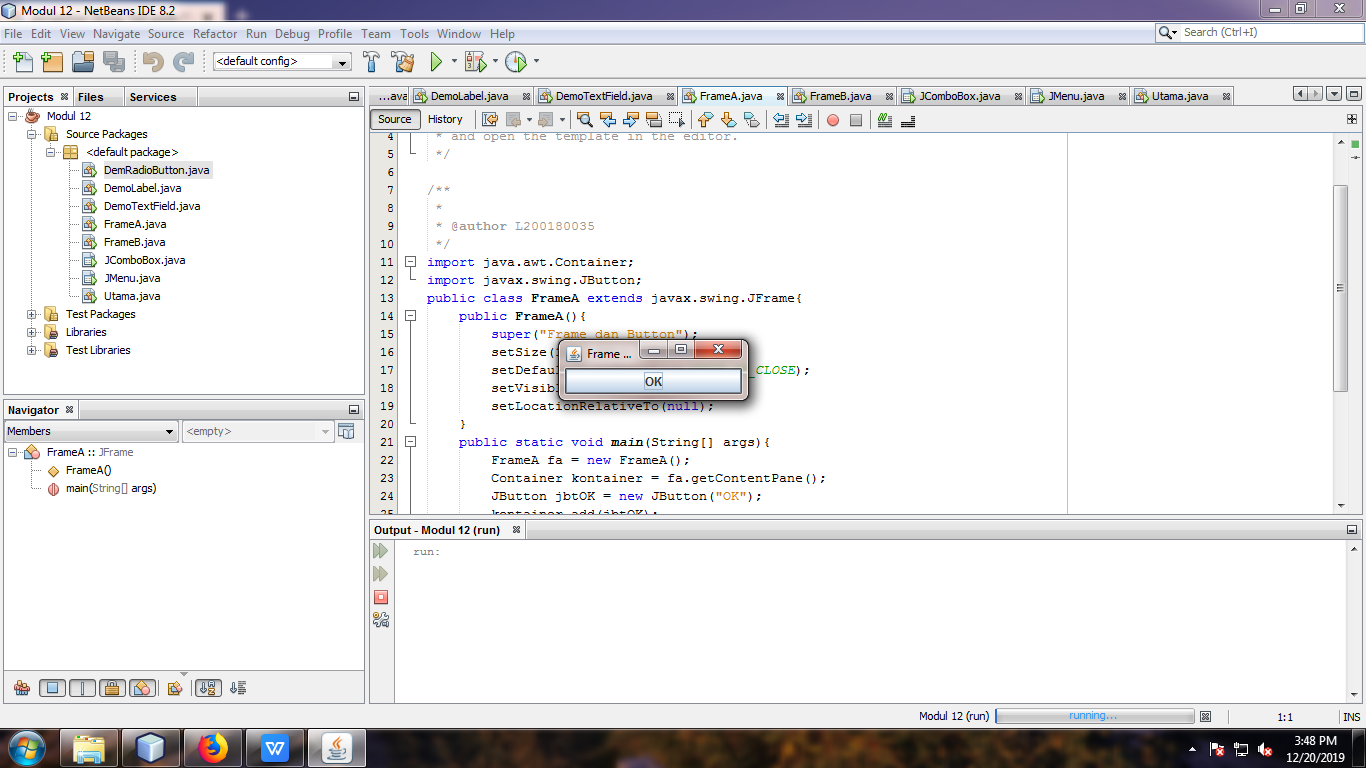 Modul 12 - NetBeans IDE 8.2
File Edit View Navigate Source Refactor Run Debug Profile Team Tools Window Help
Search (Ctrl+I)
<default config>
Projects Files Services
Modul 12
Source Packages
<default package>
DemRadioButton.java
DemoLabel.java
DemoTextField.java
FrameA.java
FrameB.java
JComboBox.java
JMenu.java
Utama.java
Test Packages
Libraries
Test Libraries
Navigator
Members <empty>
FrameA :: JFrame
FrameA()
main(String[] args)
...ava DemoLabel.java DemoTextField.java FrameA.java FrameB.java JComboBox.java JMenu.java Utama.java
Source History
4 * and open the template in the editor.
5 */
6
7 /**
8 *
9 * @author L200180035
10 */
11 import java.awt.Container;
12 import javax.swing.JButton;
13 public class FrameA extends javax.swing.JFrame{
14 public FrameA(){
15 super("Frame dan Button");
16 setSize(
17 setDefau _CLOSE);
18 setVisib
19 setLocationRelativeTo(null);
20 }
21 public static void main(String[] args){
22 FrameA fa = new FrameA();
23 Container kontainer = fa.getContentPane();
24 JButton jbtOK = new JButton("OK");
25 kontainer.add(jbtOK);
Frame ...
OK
Output - Modul 12 (run)
run:
Modul 12 (run) running... 1:1 INS
3:48 PM
12/20/2019